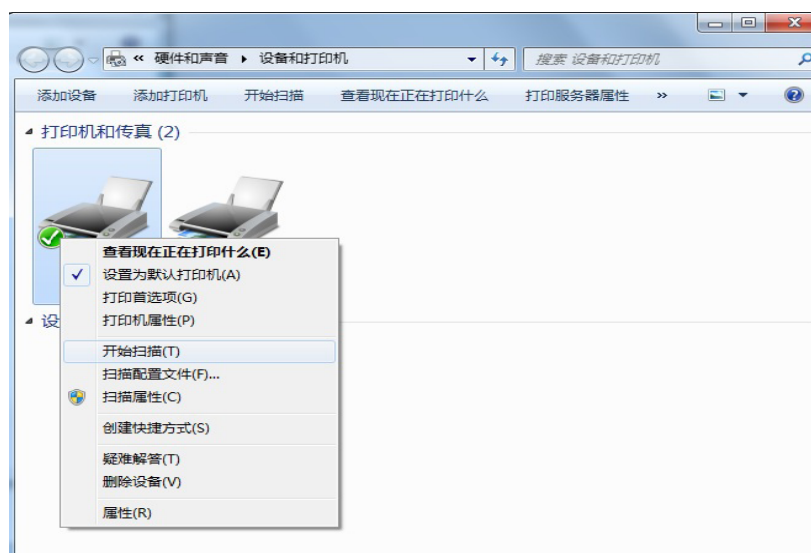 « 硬件和声音 ▸ 设备和打印机
搜索 设备和打印机
添加设备 添加打印机 开始扫描 查看现在正在打印什么 打印服务器属性 »
打印机和传真 (2)
查看现在正在打印什么(E)
设置为默认打印机(A)
打印首选项(G)
打印机属性(P)
设
开始扫描(T)
扫描配置文件(F)...
扫描属性(C)
创建快捷方式(S)
疑难解答(T)
删除设备(V)
属性(R)